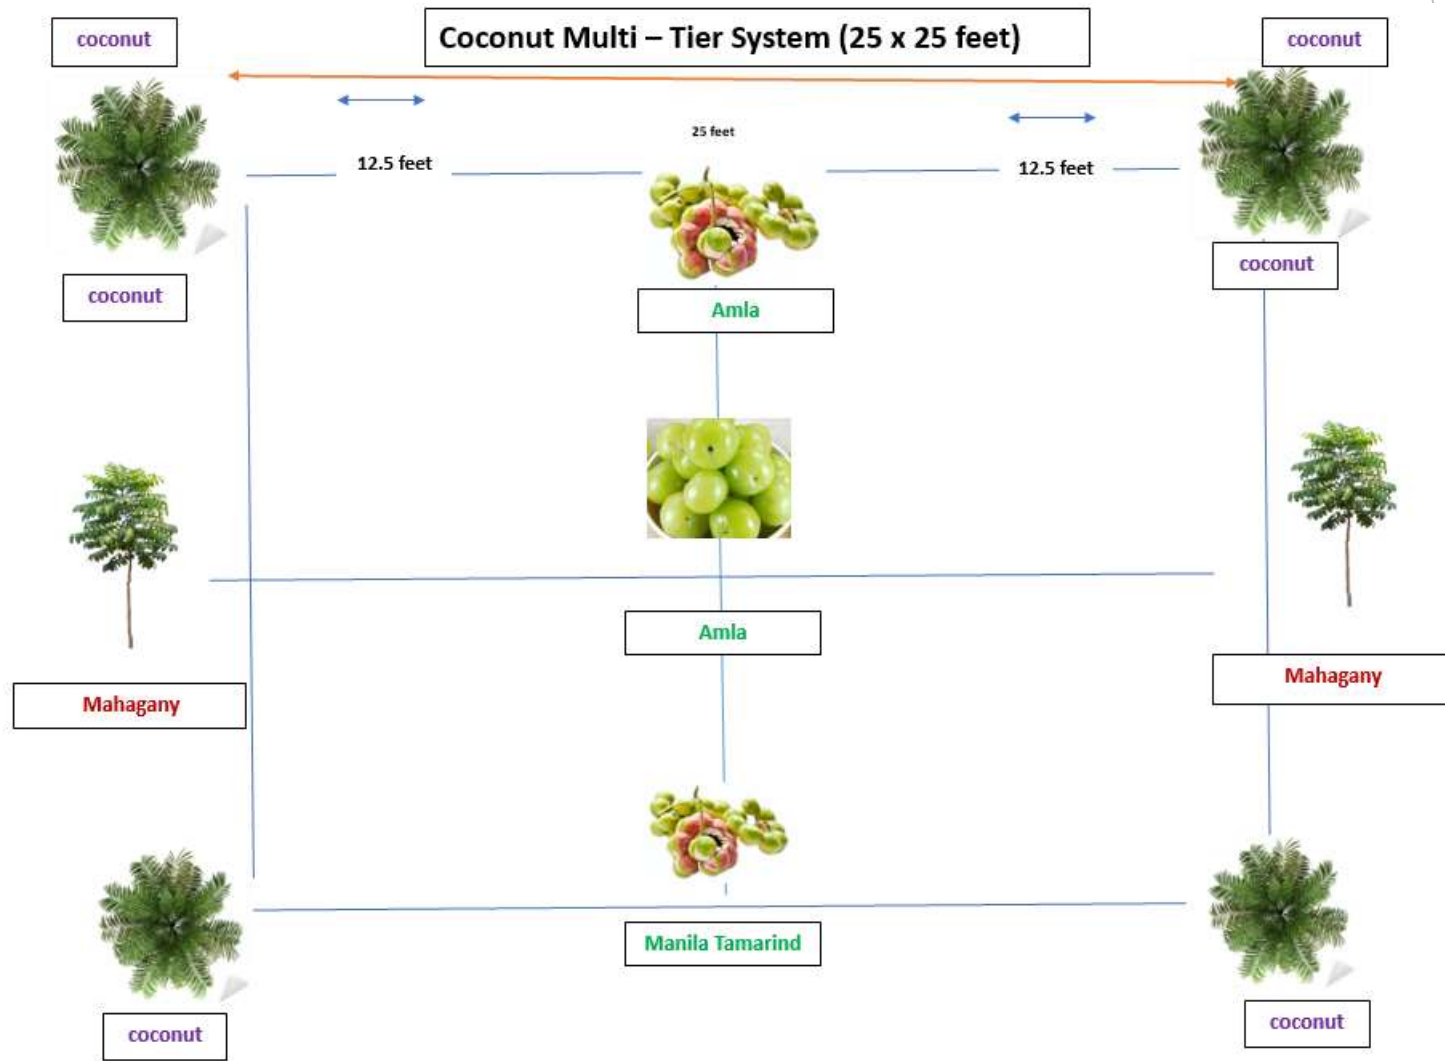 coconut
Coconut Multi – Tier System (25 x 25 feet)
coconut
25 feet
12.5 feet
12.5 feet
coconut
coconut
Amla
Amla
Mahagany
Mahagany
Manila Tamarind
coconut
coconut